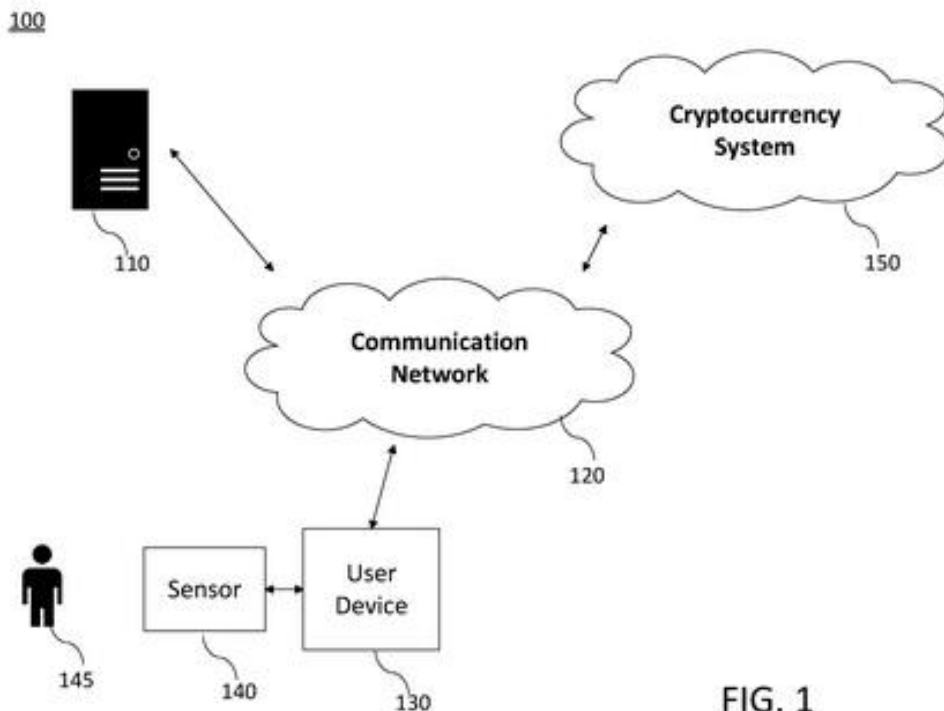 100
Cryptocurrency
System
110
150
Communication
Network
120
Sensor
User
Device
145
140
130
FIG. 1